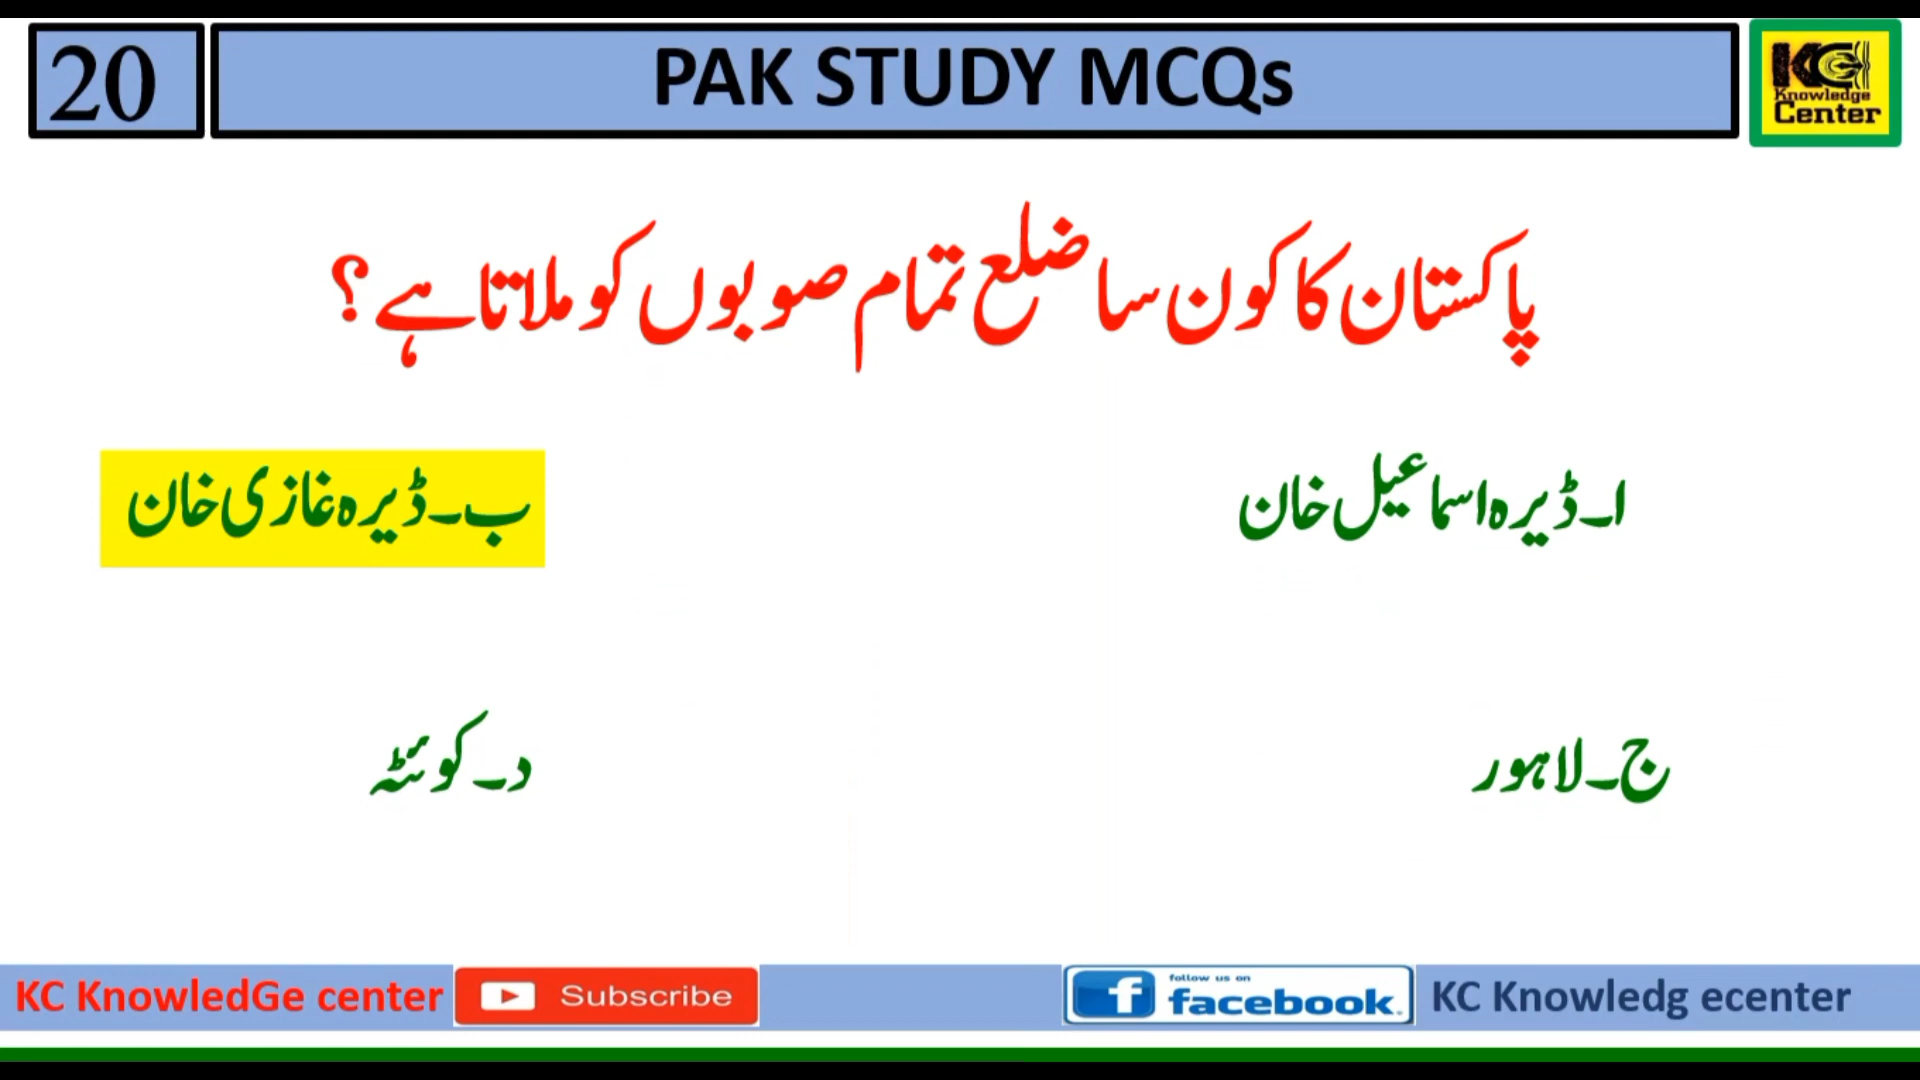 20
PAK STUDY MCQs
KC
Knowledge
Center
پاکستان کا کون سا ضلع تمام صوبوں کو ملاتا ہے؟
ا۔ ڈیرہ اسماعیل خان
ب۔ ڈیرہ غازی خان
ج۔ لاہور
د۔ کوئٹہ
KC KnowledGe center
Subscribe
follow us on
facebook.
KC Knowledg ecenter